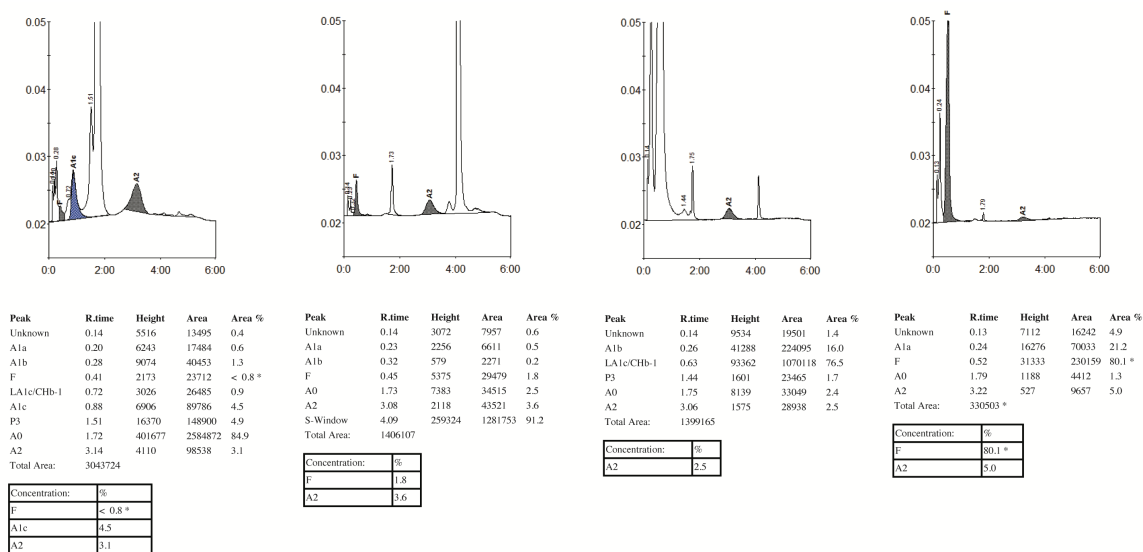 0.05
0.04
0.03
0.02
0:0 2:00 4:00 6:00
0.28
F
0.72
A1c
1.51
A2
0.05
0.04
0.03
0.02
0:0 2:00 4:00 6:00
F
1.73
A2
0.05
0.04
0.03
0.02
0:0 2:00 4:00 6:00
0.14
1.44
1.75
A2
0.05
0.04
0.03
0.02
0:0 2:00 4:00 6:00
0.13
0.24
F
1.79
A2
Peak R.time Height Area Area %
Unknown 0.14 5516 13495 0.4
A1a 0.20 6243 17484 0.6
A1b 0.28 9074 40453 1.3
F 0.41 2173 23712 < 0.8 *
LA1c/CHb-1 0.72 3026 26485 0.9
A1c 0.88 6906 89786 4.5
P3 1.51 16370 148900 4.9
A0 1.72 401677 2584872 84.9
A2 3.14 4110 98538 3.1
Total Area: 3043724
Concentration: %
F < 0.8 *
A1c 4.5
A2 3.1
Peak R.time Height Area Area %
Unknown 0.14 3072 7957 0.6
A1a 0.23 2256 6611 0.5
A1b 0.32 579 2271 0.2
F 0.45 5375 29479 1.8
A0 1.73 7383 34515 2.5
A2 3.08 2118 43521 3.6
S-Window 4.09 259324 1281753 91.2
Total Area: 1406107
Concentration: %
F 1.8
A2 3.6
Peak R.time Height Area Area %
Unknown 0.14 9534 19501 1.4
A1b 0.26 41288 224095 16.0
LA1c/CHb-1 0.63 93362 1070118 76.5
P3 1.44 1601 23465 1.7
A0 1.75 8139 33049 2.4
A2 3.06 1575 28938 2.5
Total Area: 1399165
Concentration: %
A2 2.5
Peak R.time Height Area Area %
Unknown 0.13 7112 16242 4.9
A1a 0.24 16276 70033 21.2
F 0.52 31333 230159 80.1 *
A0 1.79 1188 4412 1.3
A2 3.22 527 9657 5.0
Total Area: 330503 *
Concentration: %
F 80.1 *
A2 5.0